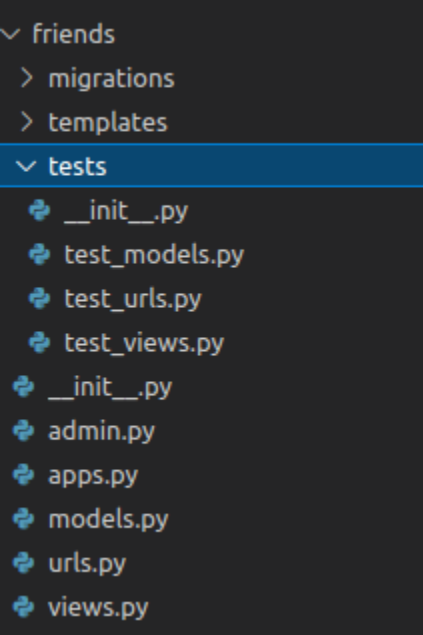 friends
migrations
templates
tests
__init__.py
test_models.py
test_urls.py
test_views.py
__init__.py
admin.py
apps.py
models.py
urls.py
views.py